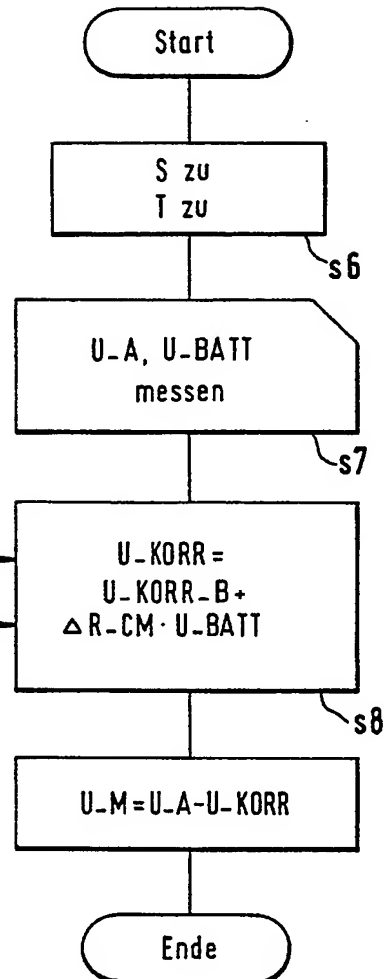 Start
S zu
T zu
s6
U_A, U_BATT
messen
s7
U_KORR=
U_KORR_B+
ΔR_CM·U_BATT
s8
U_M=U_A-U_KORR
Ende